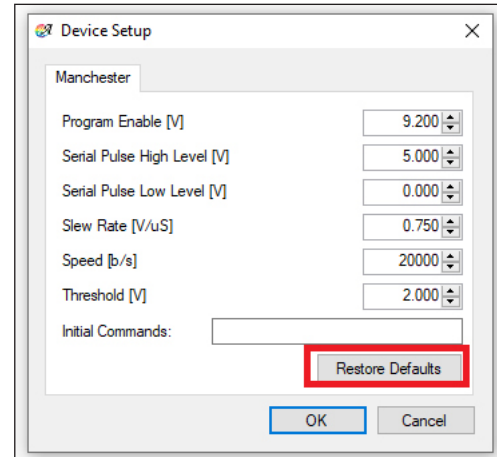 Device Setup
Manchester
Program Enable [V] 9.200
Serial Pulse High Level [V] 5.000
Serial Pulse Low Level [V] 0.000
Slew Rate [V/uS] 0.750
Speed [b/s] 20000
Threshold [V] 2.000
Initial Commands:
Restore Defaults
OK Cancel